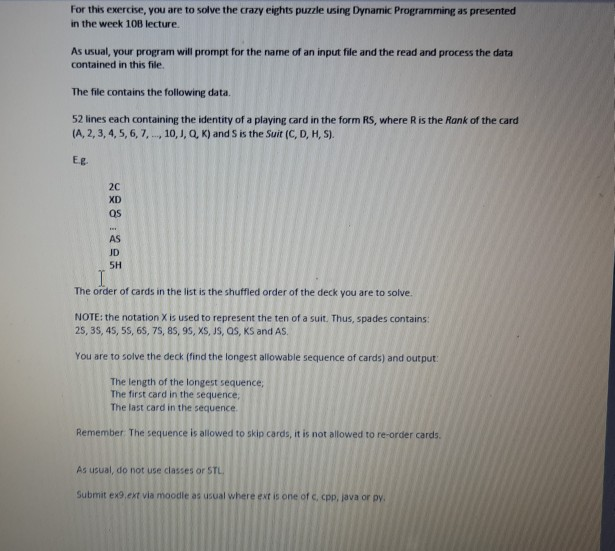 For this exercise, you are to solve the crazy eights puzzle using Dynamic Programming as presented
in the week 10B lecture.
As usual, your program will prompt for the name of an input file and the read and process the data
contained in this file.
The file contains the following data.
52 lines each containing the identity of a playing card in the form RS, where R is the Rank of the card
(A, 2, 3, 4, 5, 6, 7, ..., 10, J, Q, K) and S is the Suit (C, D, H, S).
E.g.
2C
XD
QS
...
AS
JD
5H
The order of cards in the list is the shuffled order of the deck you are to solve.
NOTE: the notation X is used to represent the ten of a suit. Thus, spades contains:
2S, 3S, 4S, 5S, 6S, 7S, 8S, 9S, XS, JS, QS, KS and AS.
You are to solve the deck (find the longest allowable sequence of cards) and output:
The length of the longest sequence;
The first card in the sequence;
The last card in the sequence.
Remember: The sequence is allowed to skip cards, it is not allowed to re-order cards.
As usual, do not use classes or STL.
Submit ex9.ext via moodle as usual where ext is one of c, cpp, java or py.